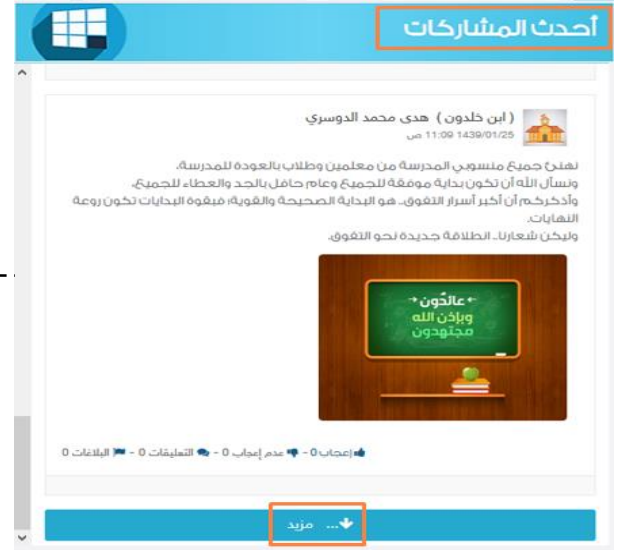 أحدث المشاركات
( ابن خلدون ) هدى محمد الدوسري
1439/01/25 11:09 ص
نهنئ جميع منسوبي المدرسة من معلمين وطلاب بالعودة للمدرسة،
ونسأل الله أن تكون بداية موفقة للجميع وعام حافل بالجد والعطاء للجميع،
وأذكركم أن أكبر أسرار التفوق.. هو البداية الصحيحة والقوية؛ فبقوة البدايات تكون روعة
النهايات.
وليكن شعارنا.. انطلاقة جديدة نحو التفوق.
عائدون
وبإذن الله
مجتهدون
إعجاب 0 - عدم إعجاب 0 - التعليقات 0 - البلاغات 0
... مزيد